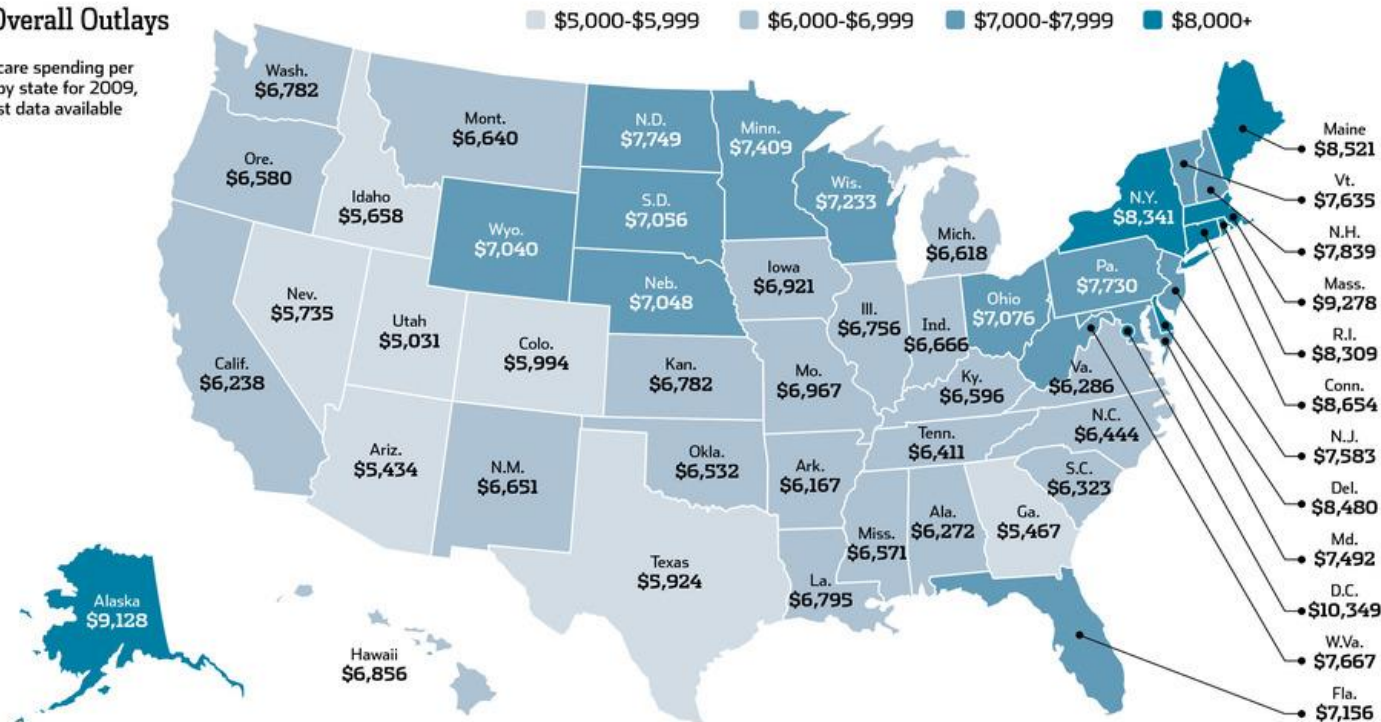 Overall Outlays
care spending per
by state for 2009,
st data available
$5,000-$5,999
$6,000-$6,999
$7,000-$7,999
$8,000+
Wash.
$6,782
Ore.
$6,580
Calif.
$6,238
Idaho
$5,658
Nev.
$5,735
Mont.
$6,640
Wyo.
$7,040
Utah
$5,031
Colo.
$5,994
Ariz.
$5,434
N.M.
$6,651
N.D.
$7,749
S.D.
$7,056
Neb.
$7,048
Kan.
$6,782
Okla.
$6,532
Texas
$5,924
Minn.
$7,409
Iowa
$6,921
Mo.
$6,967
Ark.
$6,167
La.
$6,795
Wis.
$7,233
Ill.
$6,756
Mich.
$6,618
Ind.
$6,666
Ohio
$7,076
Ky.
$6,596
Tenn.
$6,411
Miss.
$6,571
Ala.
$6,272
Ga.
$5,467
S.C.
$6,323
N.C.
$6,444
Va.
$6,286
Pa.
$7,730
N.Y.
$8,341
Alaska
$9,128
Hawaii
$6,856
Maine
$8,521
Vt.
$7,635
N.H.
$7,839
Mass.
$9,278
R.I.
$8,309
Conn.
$8,654
N.J.
$7,583
Del.
$8,480
Md.
$7,492
D.C.
$10,349
W.Va.
$7,667
Fla.
$7,156